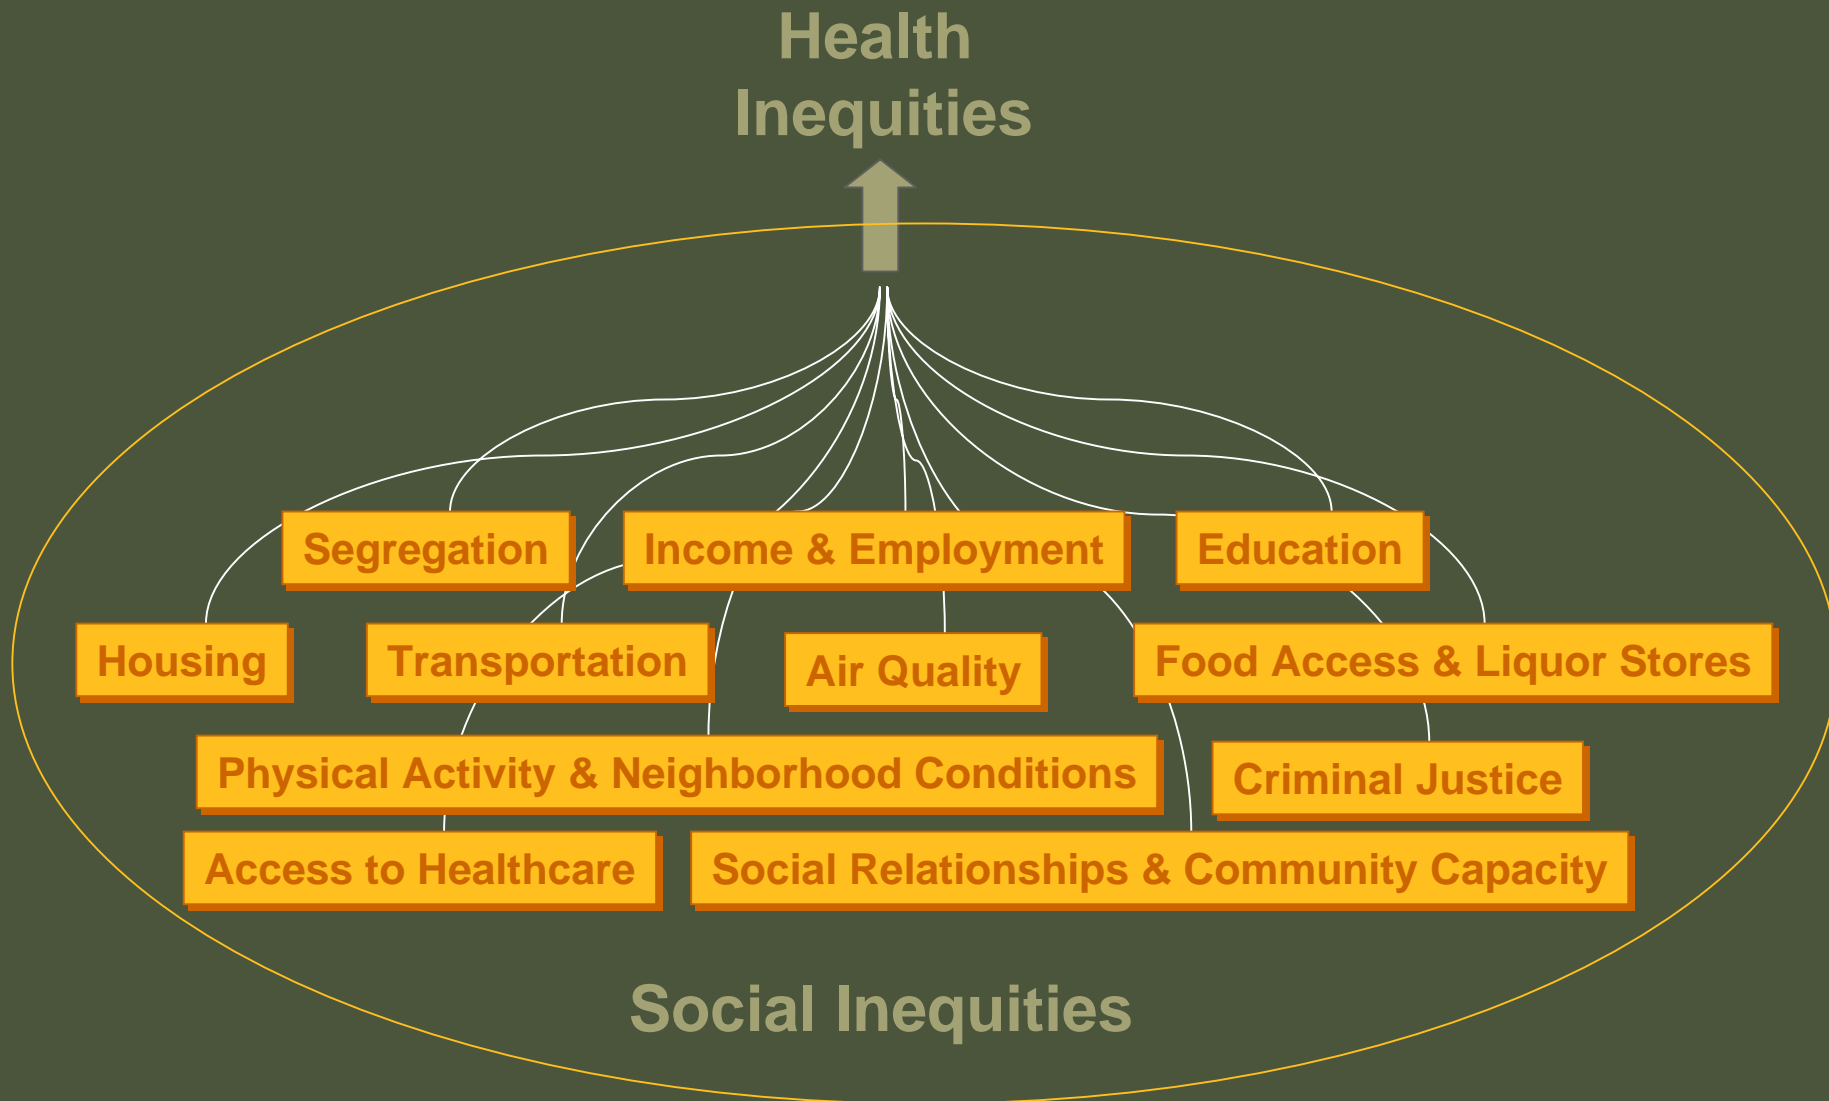 Health
Inequities
Segregation
Income & Employment
Education
Housing
Transportation
Air Quality
Food Access & Liquor Stores
Physical Activity & Neighborhood Conditions
Criminal Justice
Access to Healthcare
Social Relationships & Community Capacity
Social Inequities